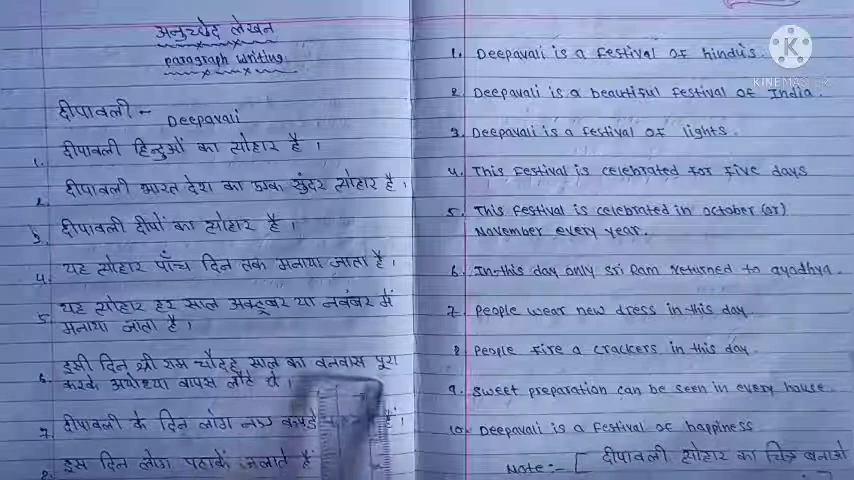 अनुच्छेद लेखन
paragraph writing
दीपावली - Deepavali
1. दीपावली हिन्दुओं का त्योहार है।
2. दीपावली भारत देश का एक सुंदर त्योहार है।
3. दीपावली दीपों का त्योहार है।
4. यह त्योहार पाँच दिन तक मनाया जाता है।
5. यह त्योहार हर साल अक्टूबर या नवंबर में
मनाया जाता है।
6. इसी दिन श्री राम चौदह साल का वनवास पूरा
करके अयोध्या वापस लौटे थे।
7. दीपावली के दिन लोग नए कपडे हैं।
8. इस दिन लोग पटाकें जलाते हैं
1. Deepavali is a festival of hindu's.
2. Deepavali is a beautiful festival of India.
3. Deepavali is a festival of lights.
4. This festival is celebrated for five days
5. This festival is celebrated in october (or)
November every year.
6. In this day only sri Ram returned to ayodhya.
7. people wear new dress in this day.
8. people fire a crackers in this day.
9. sweet preparation can be seen in every house.
10. Deepavali is a festival of happiness
Note:- [ दीपावली त्योहार का चित्र बनाओ
K
KINEMASTER